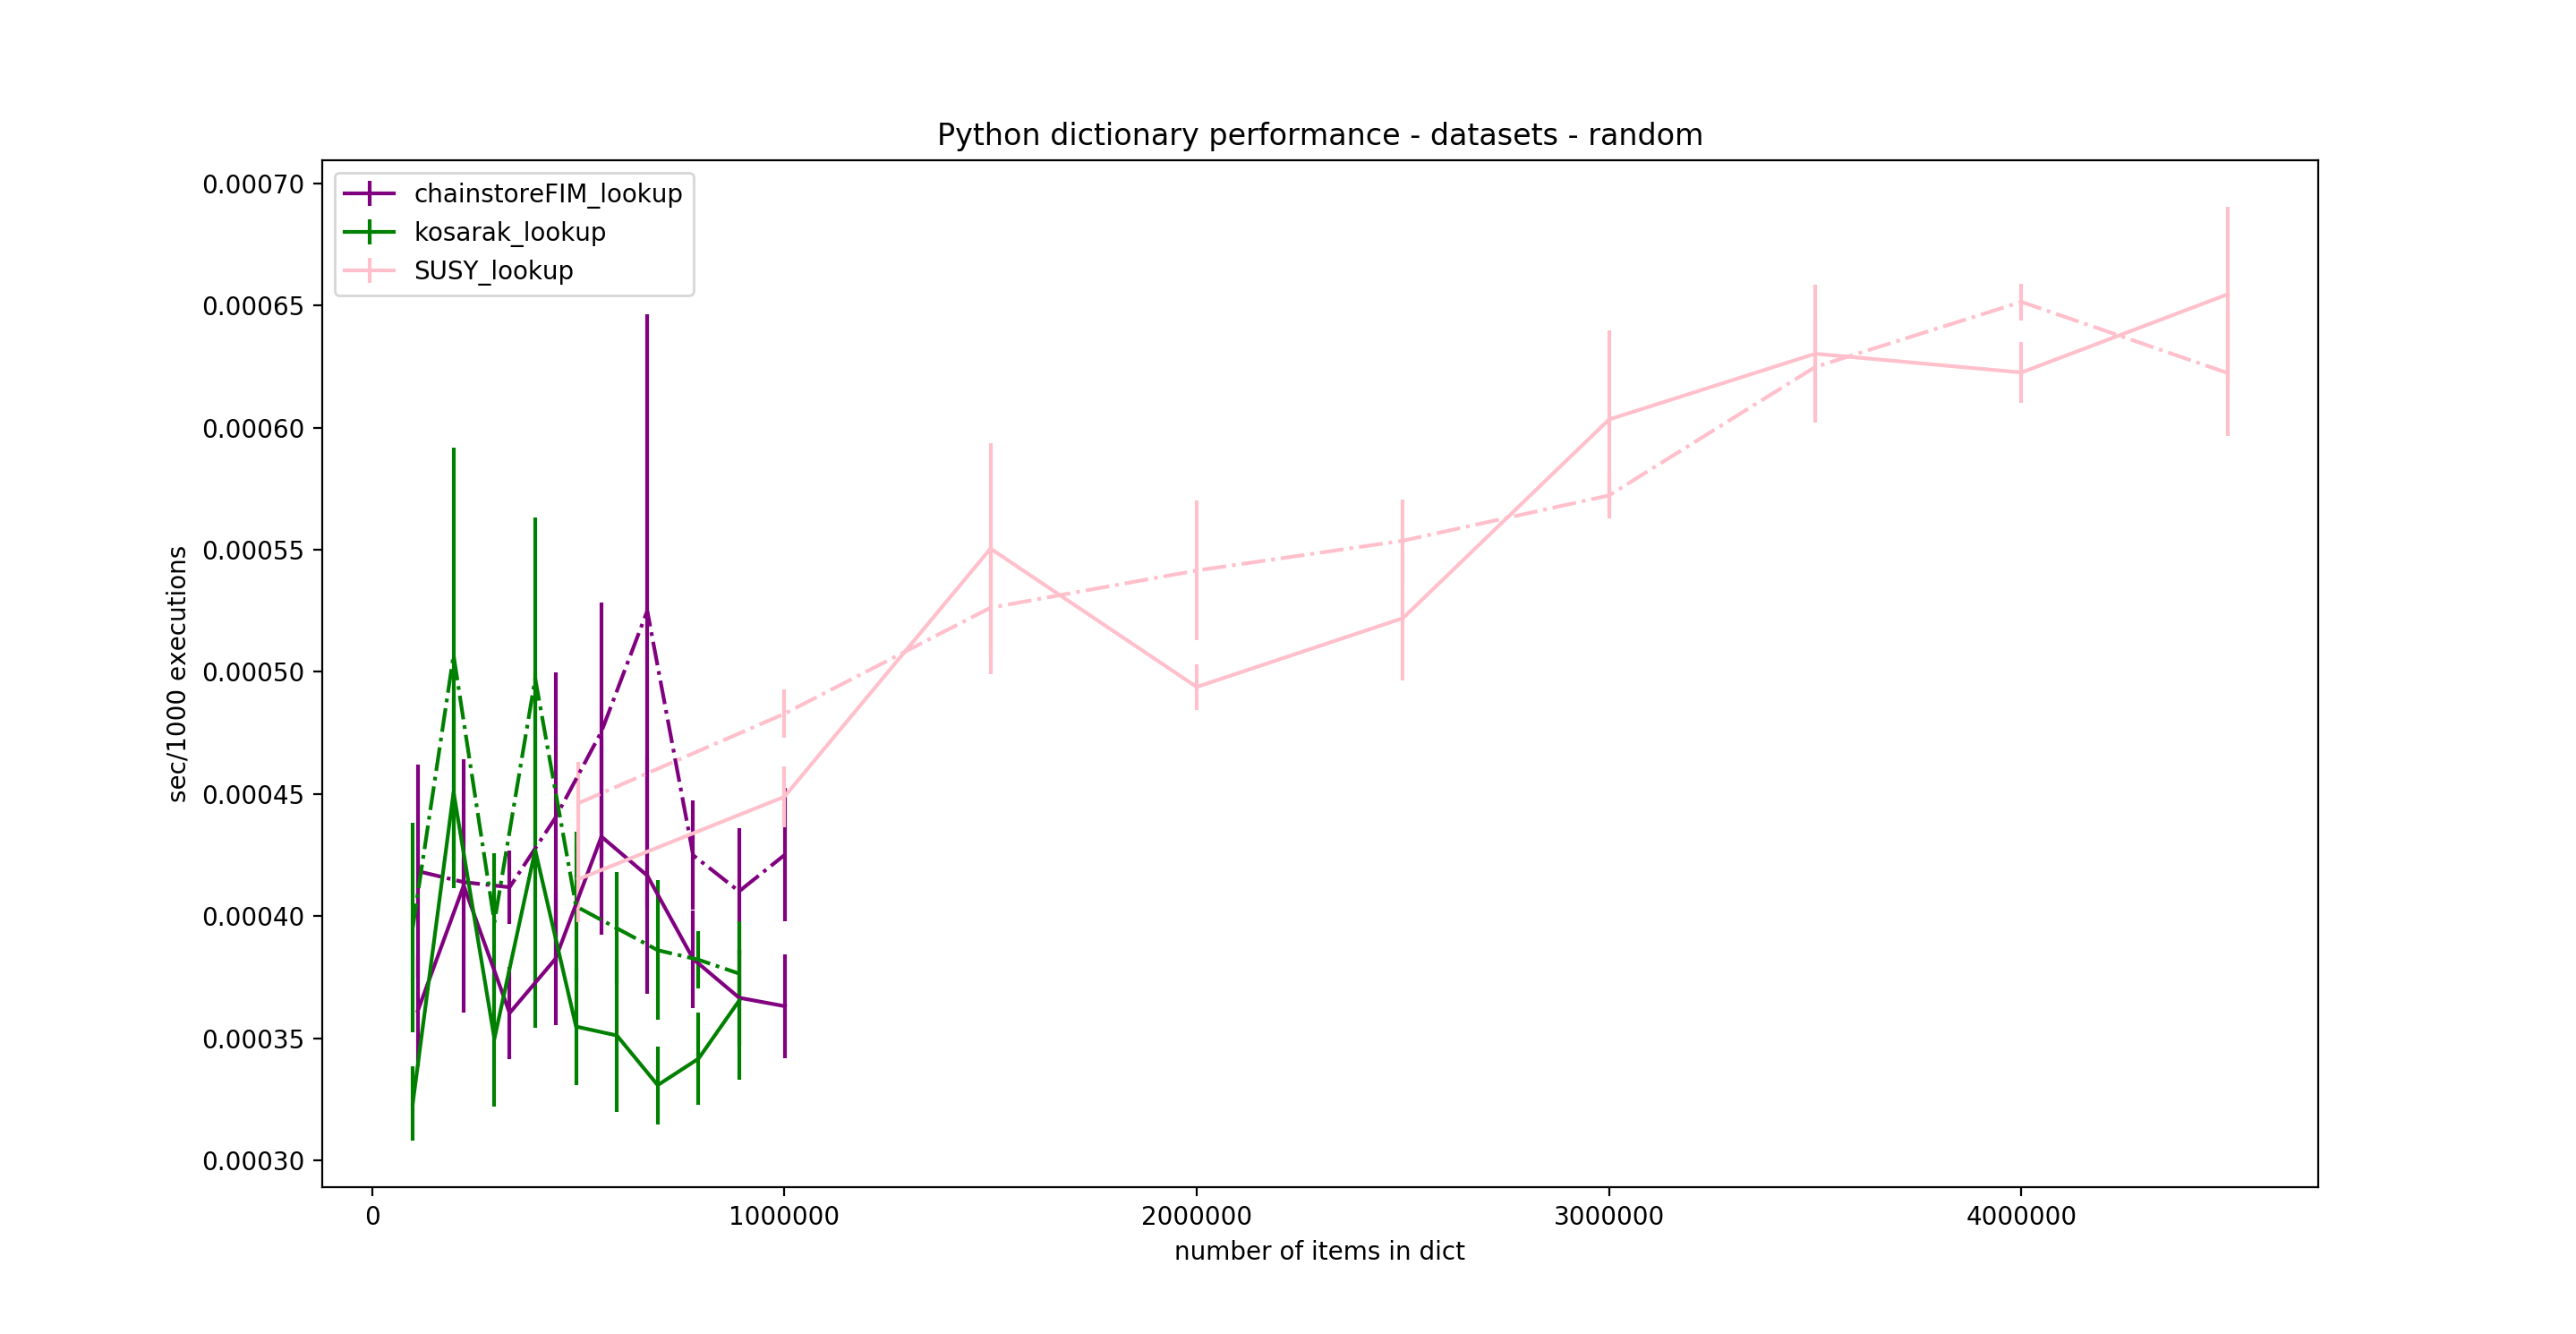 Python dictionary performance - datasets - random
chainstoreFIM_lookup
kosarak_lookup
SUSY_lookup
sec/1000 executions
0.00070
0.00065
0.00060
0.00055
0.00050
0.00045
0.00040
0.00035
0.00030
0
1000000
2000000
3000000
4000000
number of items in dict